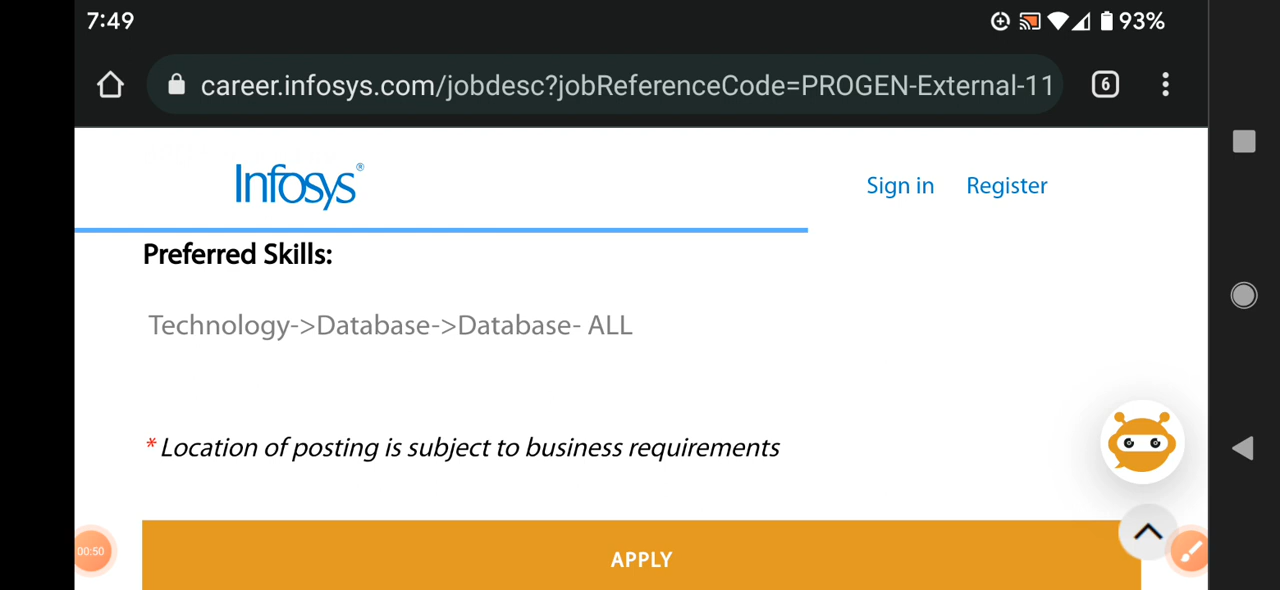 7:49
93%
career.infosys.com/jobdesc?jobReferenceCode=PROGEN-External-11
6
Infosys®
Sign in
Register
Preferred Skills:
Technology->Database->Database- ALL
* Location of posting is subject to business requirements
00:50
APPLY